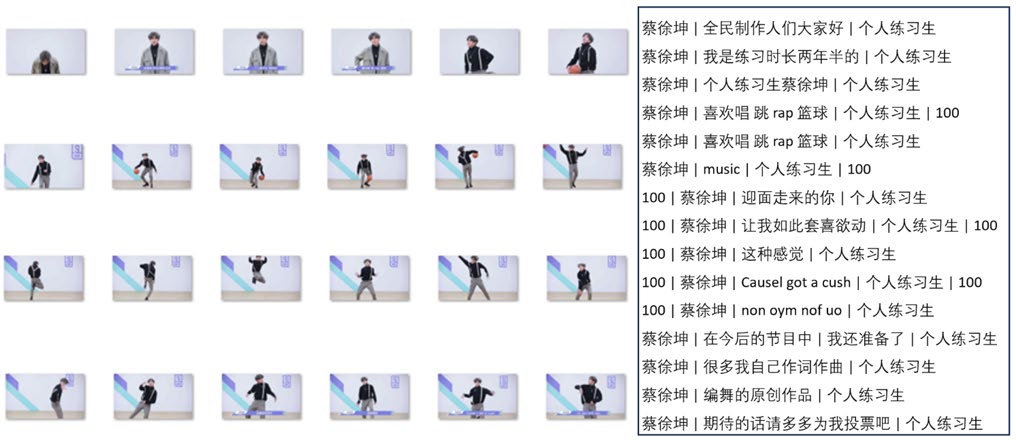 蔡徐坤 | 全民制作人们大家好 | 个人练习生
蔡徐坤 | 我是练习时长两年半的 | 个人练习生
蔡徐坤 | 个人练习生蔡徐坤 | 个人练习生
蔡徐坤 | 喜欢唱 跳 rap 篮球 | 个人练习生 | 100
蔡徐坤 | 喜欢唱 跳 rap 篮球 | 个人练习生
蔡徐坤 | music | 个人练习生 | 100
100 | 蔡徐坤 | 迎面走来的你 | 个人练习生
100 | 蔡徐坤 | 让我如此套喜欲动 | 个人练习生 | 100
100 | 蔡徐坤 | 这种感觉 | 个人练习生
100 | 蔡徐坤 | Causel got a cush | 个人练习生 | 100
100 | 蔡徐坤 | non oym nof uo | 个人练习生
蔡徐坤 | 在今后的节目中 | 我还准备了 | 个人练习生
蔡徐坤 | 很多我自己作词作曲 | 个人练习生
蔡徐坤 | 编舞的原创作品 | 个人练习生
蔡徐坤 | 期待的话请多多为我投票吧 | 个人练习生